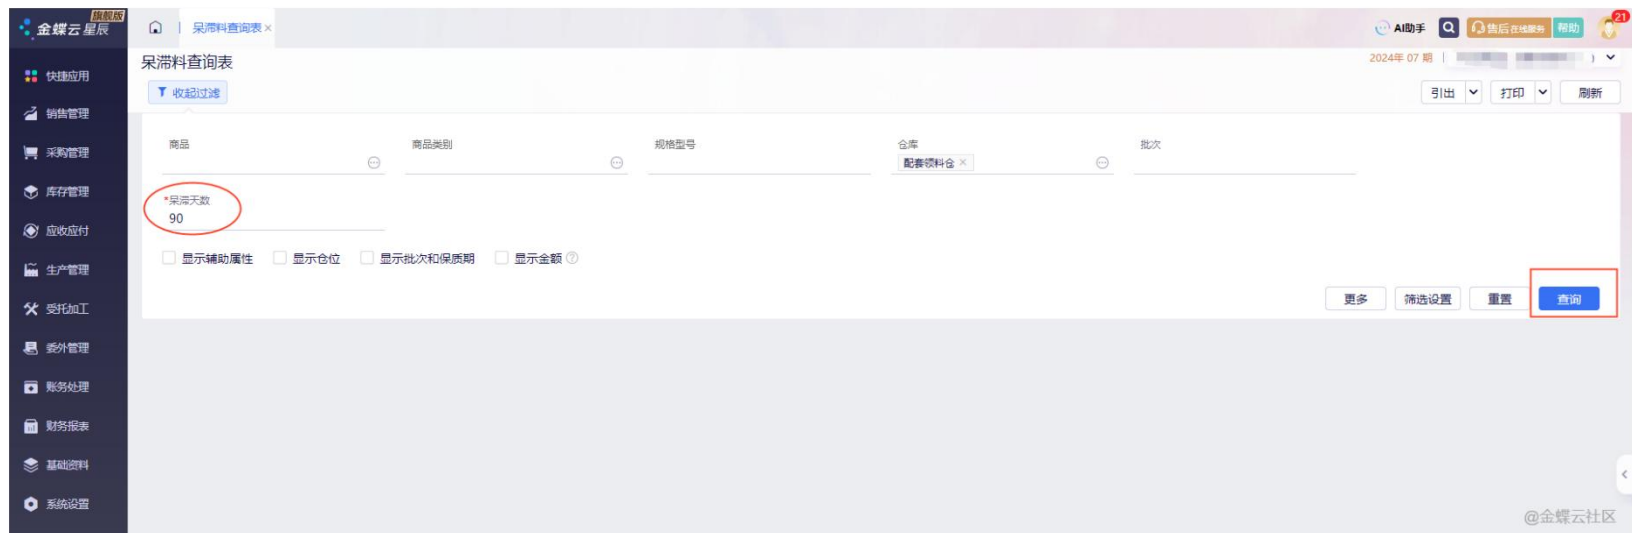 金蝶云 星辰 旗舰版
呆滞料查询表 ×
AI助手
售后在线服务
帮助
21
呆滞料查询表
2024年 07 期
收起过滤
引出
打印
刷新
快捷应用
销售管理
采购管理
库存管理
应收应付
生产管理
受托加工
委外管理
账务处理
财务报表
基础资料
系统设置
商品
商品类别
规格型号
仓库
批次
配套领料仓 ×
*呆滞天数
90
显示辅助属性
显示仓位
显示批次和保质期
显示金额
更多
筛选设置
重置
查询
@金蝶云社区